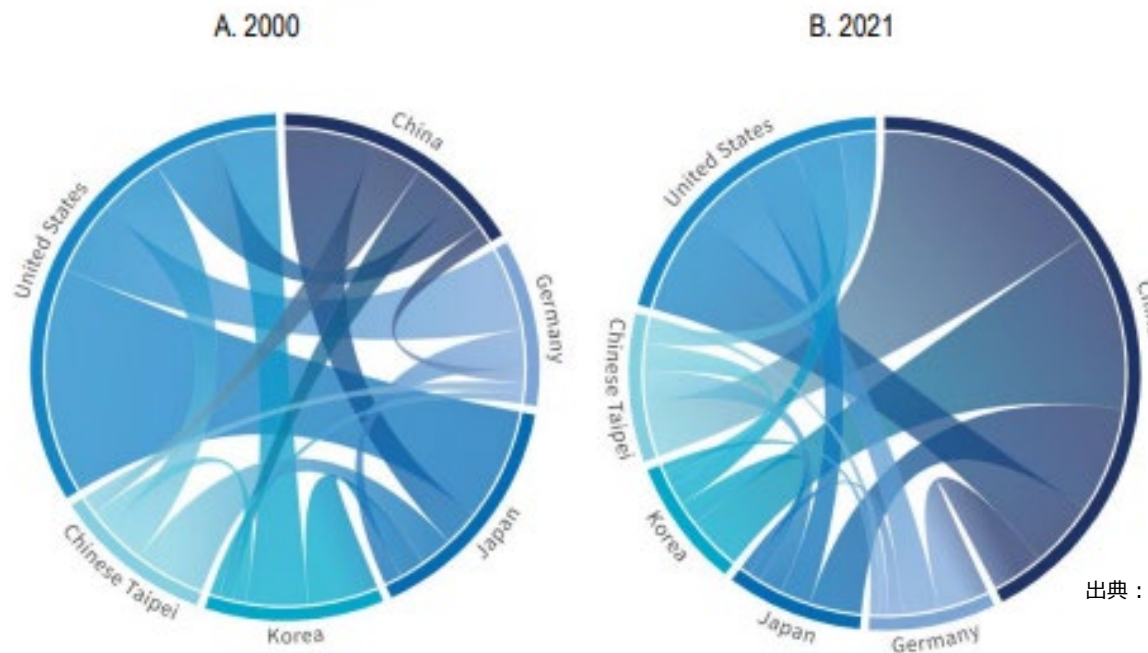 A. 2000
China
United States
Germany
Japan
Korea
Chinese Taipei
B. 2021
United States
Chinese Taipei
Korea
Japan
Germany
出典：